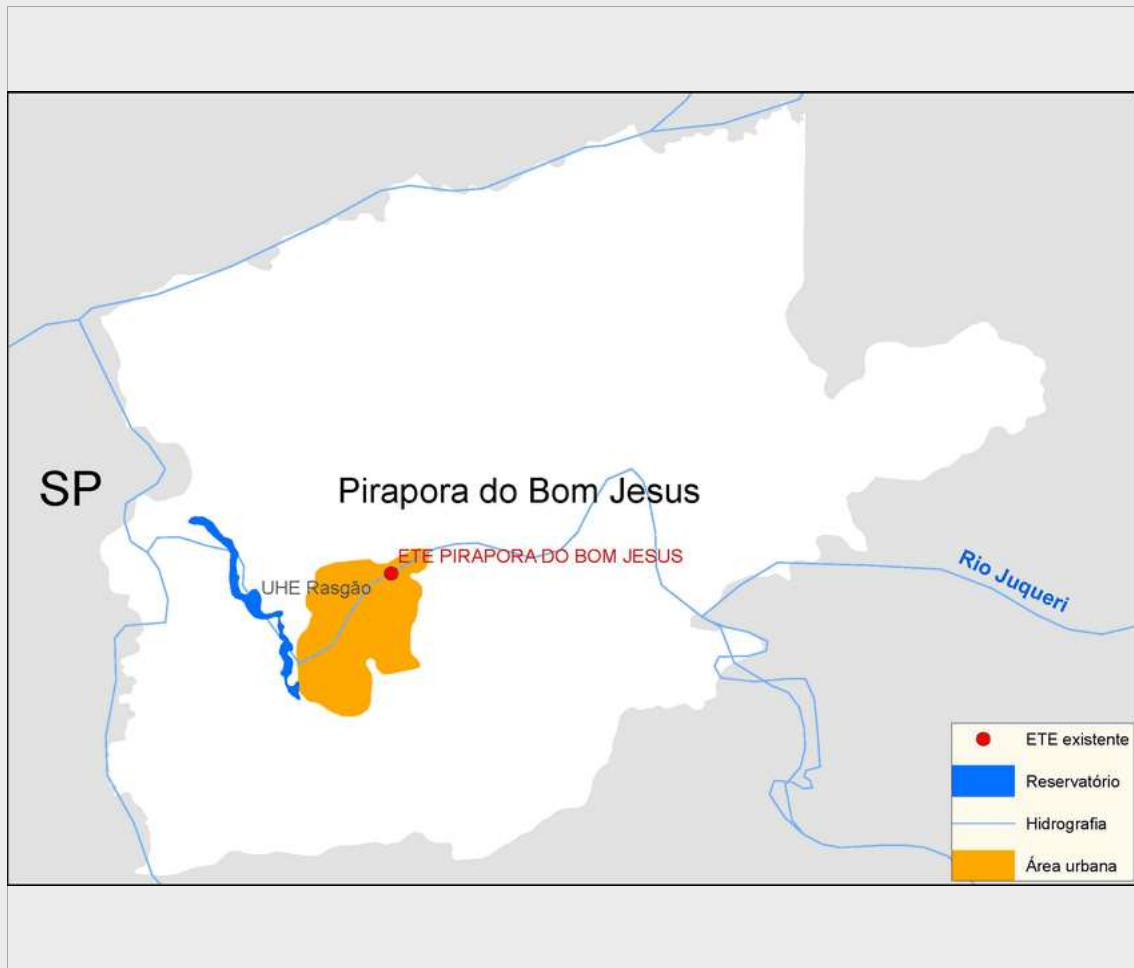 SP
Pirapora do Bom Jesus
ETE PIRAPORA DO BOM JESUS
UHE Rasgão
Rio Juqueri
ETE existente
Reservatório
Hidrografia
Área urbana